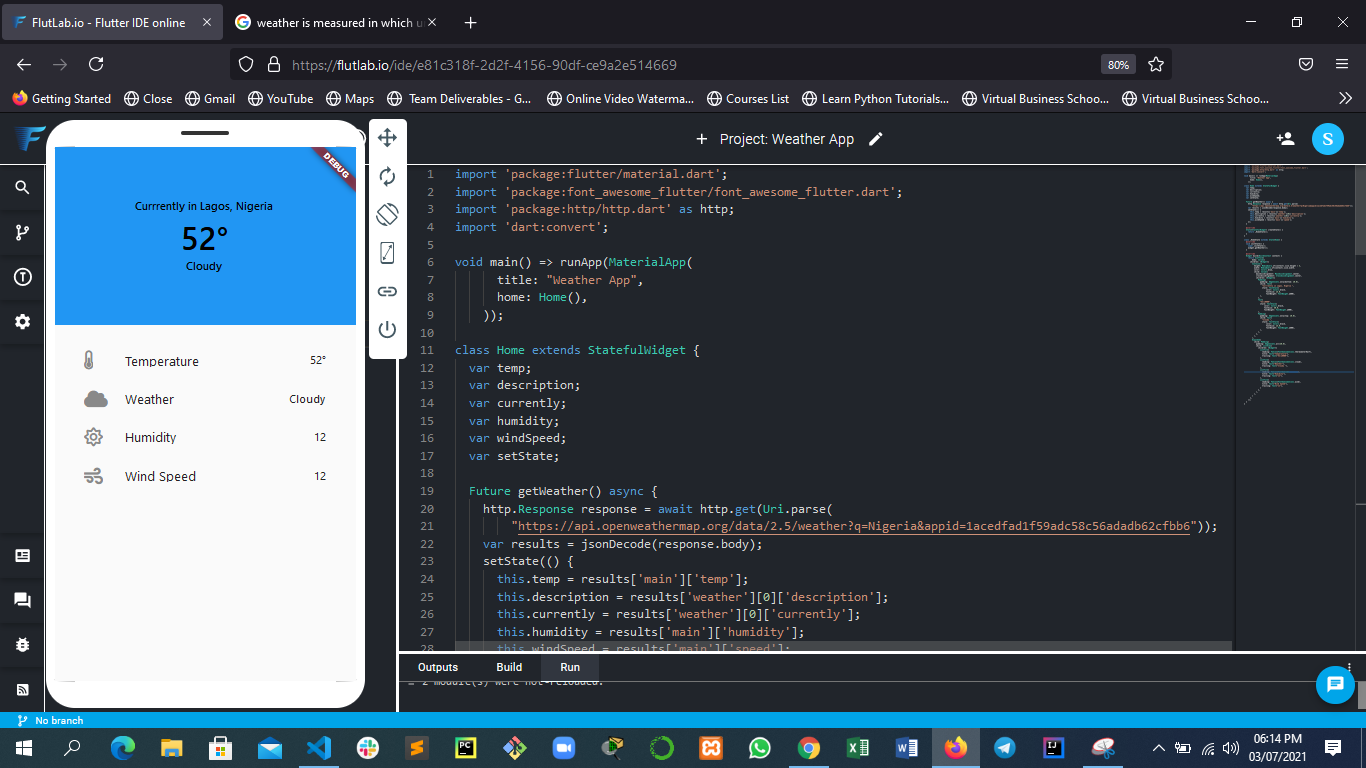 FlutLab.io - Flutter IDE online
weather is measured in which u
https://flutlab.io/ide/e81c318f-2d2f-4156-90df-ce9a2e514669
80%
Getting Started
Close
Gmail
YouTube
Maps
Team Deliverables - G...
Online Video Waterma...
Courses List
Learn Python Tutorials...
Virtual Business Schoo...
Virtual Business Schoo...
Project: Weather App
S
DEBUG
Currrently in Lagos, Nigeria
52°
Cloudy
Temperature 52°
Weather Cloudy
Humidity 12
Wind Speed 12
1 import 'package:flutter/material.dart';
2 import 'package:font_awesome_flutter/font_awesome_flutter.dart';
3 import 'package:http/http.dart' as http;
4 import 'dart:convert';
5
6 void main() => runApp(MaterialApp(
7 title: "Weather App",
8 home: Home(),
9 ));
10
11 class Home extends StatefulWidget {
12 var temp;
13 var description;
14 var currently;
15 var humidity;
16 var windSpeed;
17 var setState;
18
19 Future getWeather() async {
20 http.Response response = await http.get(Uri.parse(
21 "https://api.openweathermap.org/data/2.5/weather?q=Nigeria&appid=1acedfad1f59adc58c56adadb62cfbb6"));
22 var results = jsonDecode(response.body);
23 setState(() {
24 this.temp = results['main']['temp'];
25 this.description = results['weather'][0]['description'];
26 this.currently = results['weather'][0]['currently'];
27 this.humidity = results['main']['humidity'];
28 this.windSpeed = results['main']['speed'];
Outputs
Build
Run
2 module(s) were hot-reloaded.
No branch
06:14 PM
03/07/2021